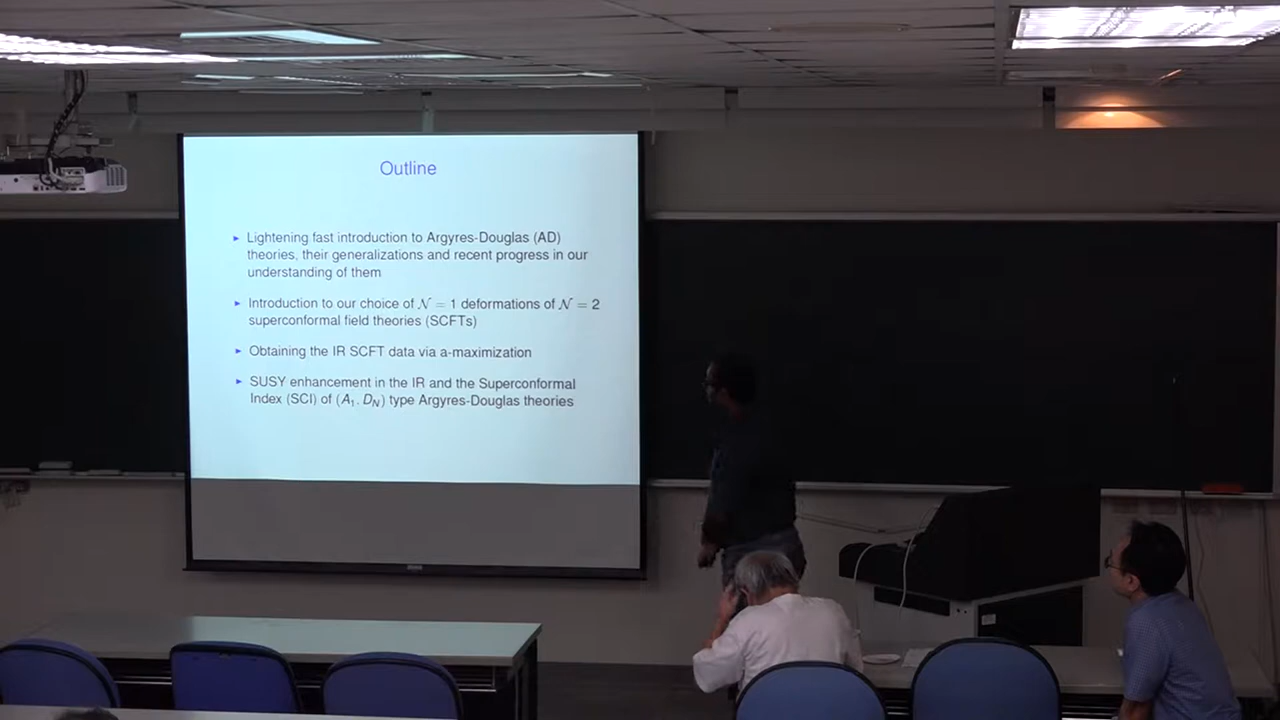 Outline
► Lightening fast introduction to Argyres-Douglas (AD)
theories, their generalizations and recent progress in our
understanding of them
► Introduction to our choice of 𝒩 = 1 deformations of 𝒩 = 2
superconformal field theories (SCFTs)
► Obtaining the IR SCFT data via a-maximization
► SUSY enhancement in the IR and the Superconformal
Index (SCI) of (A₁, D_N) type Argyres-Douglas theories